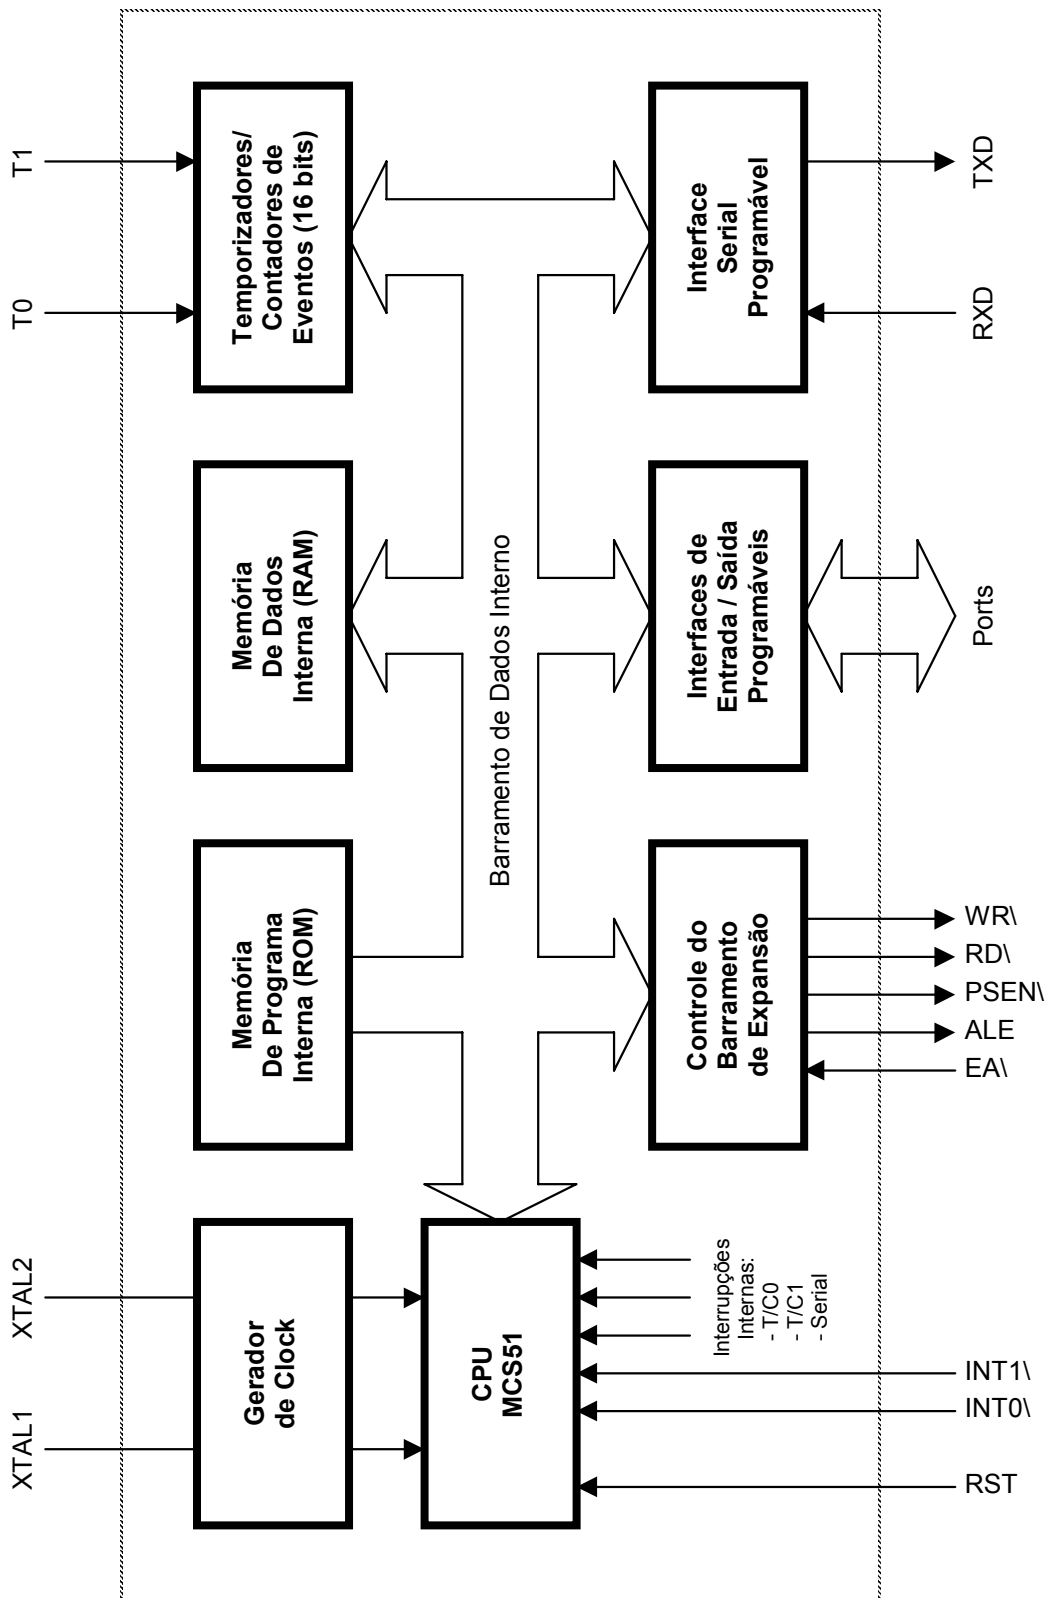 T1
T0
XTAL2
XTAL1
Temporizadores/
Contadores de
Eventos (16 bits)
Memória
De Dados
Interna (RAM)
Memória
De Programa
Interna (ROM)
Gerador
de Clock
Barramento de Dados Interno
CPU
MCS51
Interface
Serial
Programável
Interfaces de
Entrada / Saída
Programáveis
Controle do
Barramento
de Expansão
Interrupções
Internas:
- T/C0
- T/C1
- Serial
TXD
RXD
Ports
WR\
RD\
PSEN\
ALE
EA\
INT1\
INT0\
RST